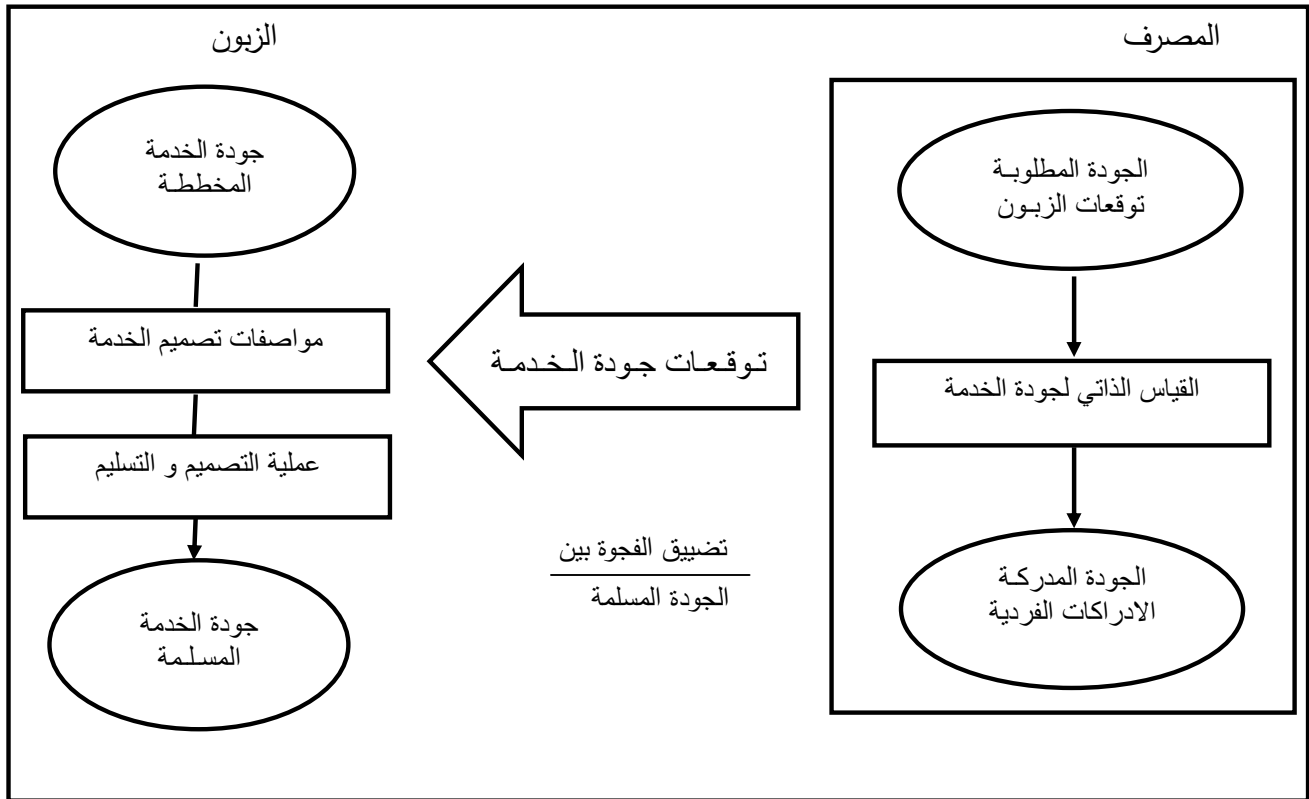 المصرف
الزبون
الجودة المطلوبـة
توقعات الزبـون
القياس الذاتي لجودة الخدمة
الجودة المدركـة
الادراكات الفردية
تـوقـعـات جـودة الـخـدمـة
تضييق الفجوة بين
الجودة المسلمة
جودة الخدمة
المخططـة
مواصفات تصميم الخدمة
عملية التصميم و التسليم
جودة الخدمة
المسلـمة